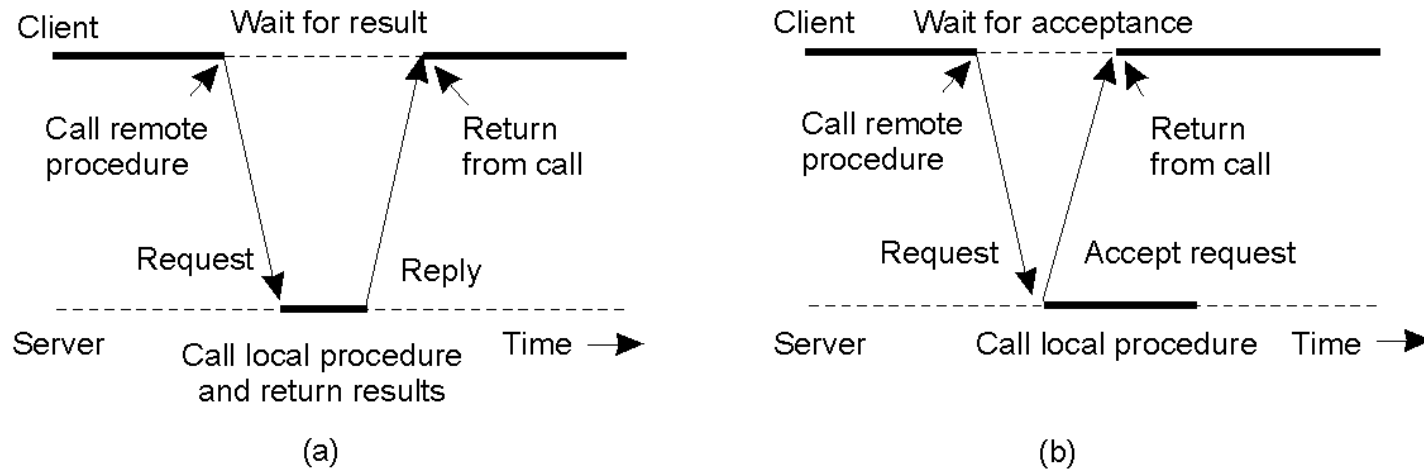 Client
Wait for result
Call remote
procedure
Return
from call
Request
Reply
Server
Call local procedure
and return results
Time
(a)
Client
Wait for acceptance
Call remote
procedure
Return
from call
Request
Accept request
Server
Call local procedure
Time
(b)